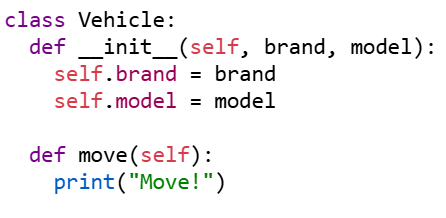 class Vehicle:
  def __init__(self, brand, model):
    self.brand = brand
    self.model = model

  def move(self):
    print("Move!")